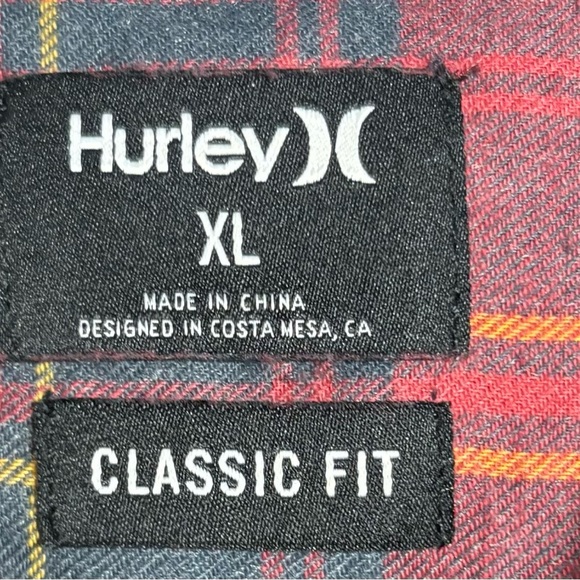 Hurley
XL
MADE IN CHINA
DESIGNED IN COSTA MESA, CA
CLASSIC FIT